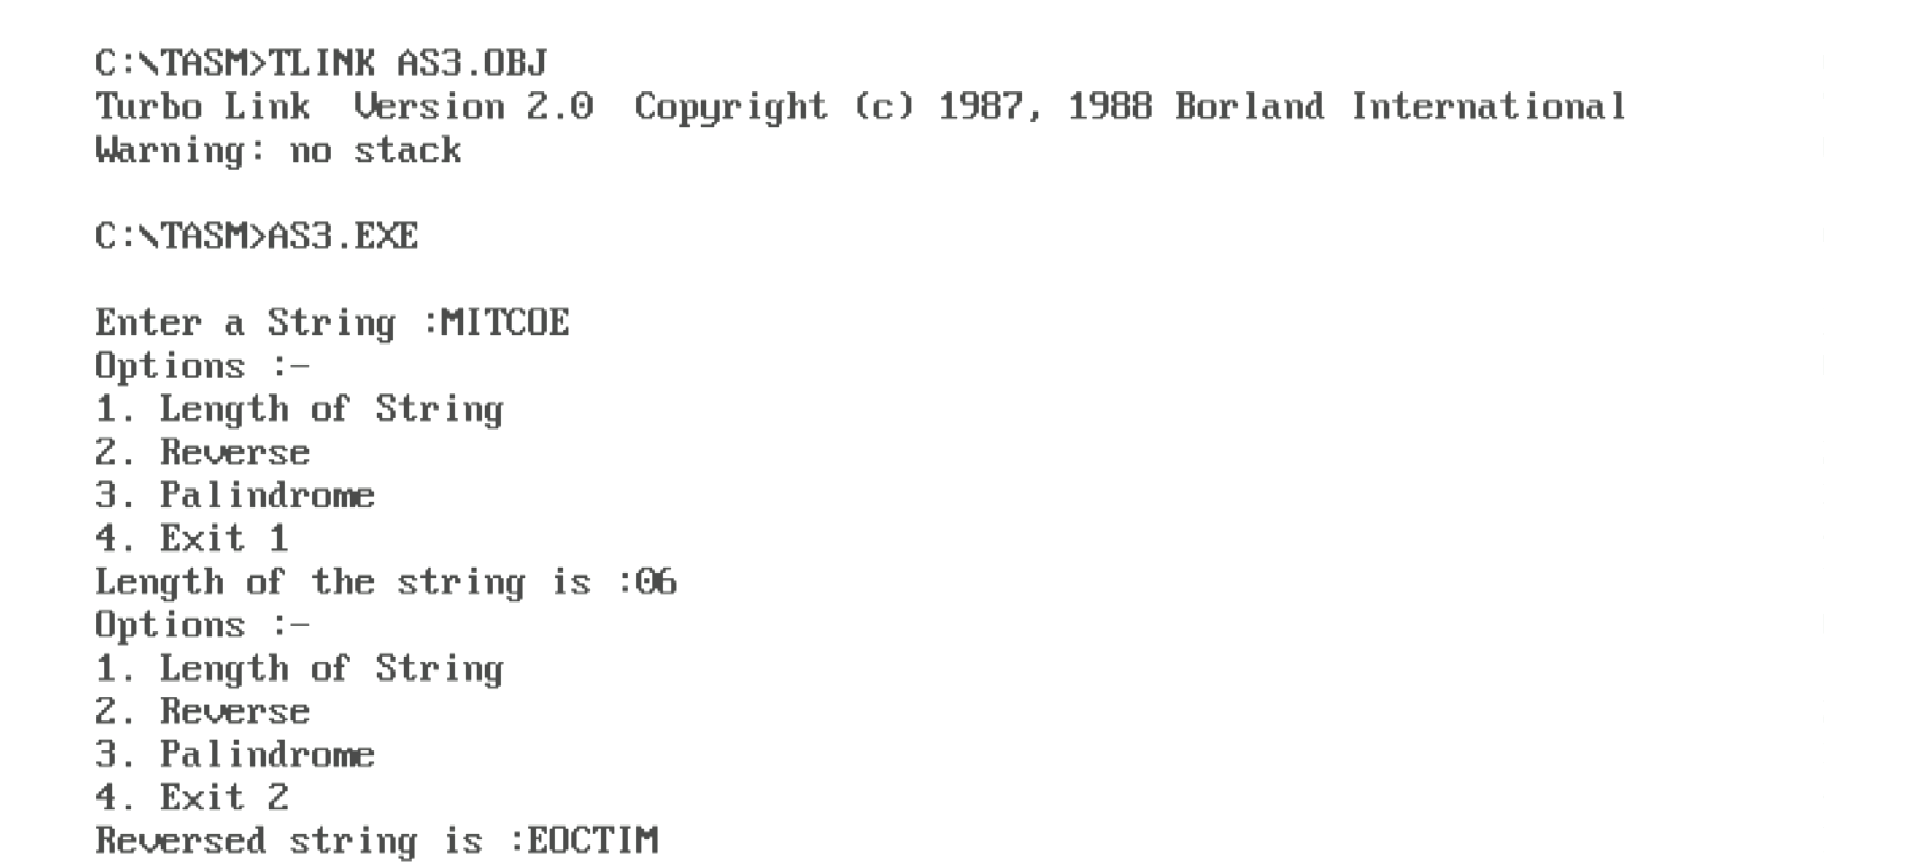 C:\TASM>TLINK AS3.OBJ
Turbo Link  Version 2.0  Copyright (c) 1987, 1988 Borland International
Warning: no stack
C:\TASM>AS3.EXE
Enter a String :MITCOE
Options :-
1. Length of String
2. Reverse
3. Palindrome
4. Exit 1
Length of the string is :06
Options :-
1. Length of String
2. Reverse
3. Palindrome
4. Exit 2
Reversed string is :EOCTIM